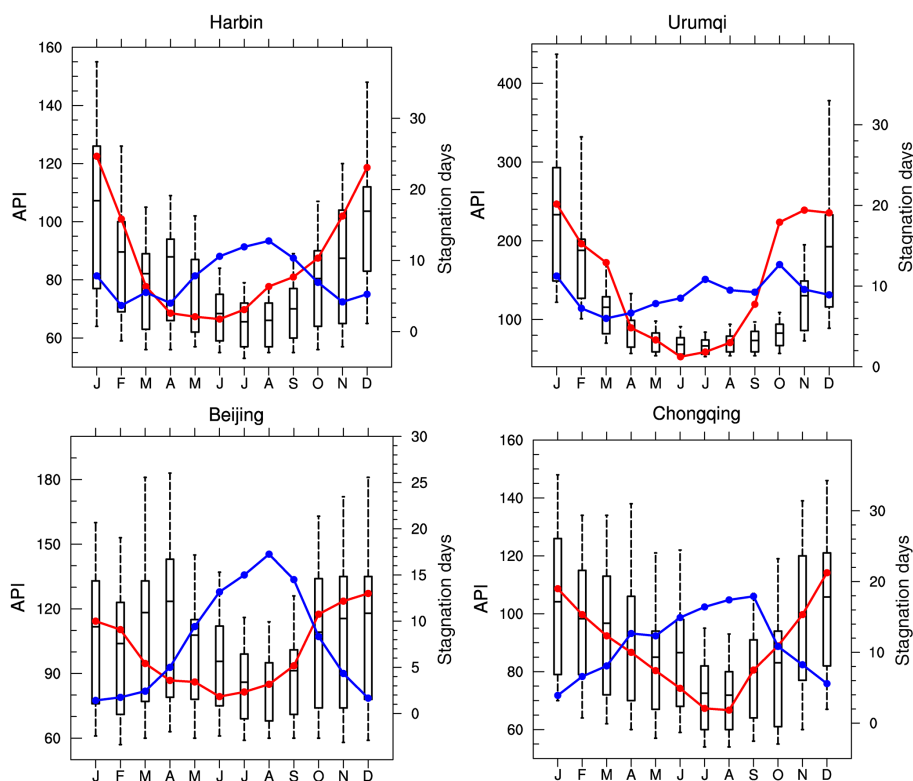 Harbin
160
140
120
100
80
60
API
30
20
10
0
Stagnation days
J F M A M J J A S O N D
Urumqi
400
300
200
100
API
30
20
10
0
Stagnation days
J F M A M J J A S O N D
Beijing
180
150
120
90
60
API
30
25
20
15
10
5
0
Stagnation days
J F M A M J J A S O N D
Chongqing
160
140
120
100
80
60
API
30
20
10
0
Stagnation days
J F M A M J J A S O N D